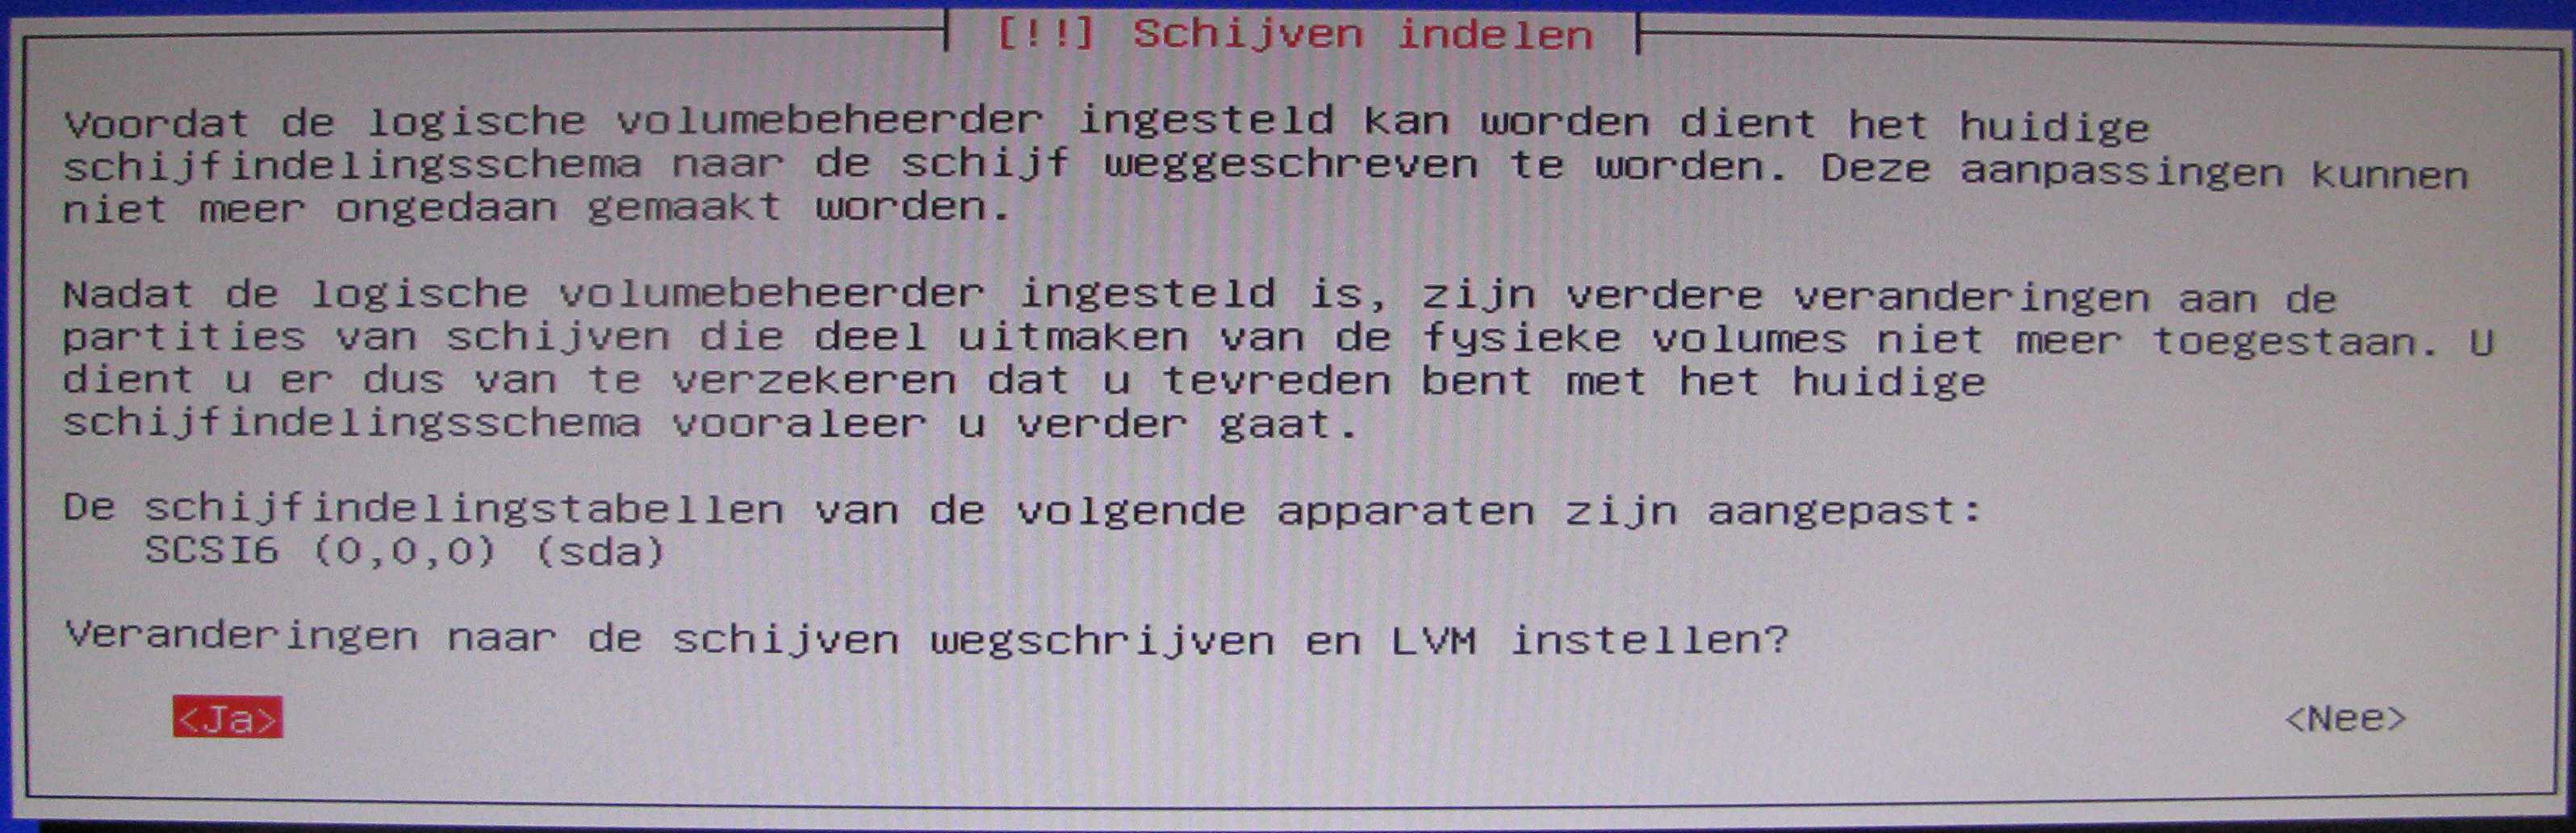 [!!] Schijven indelen
Voordat de logische volumebeheerder ingesteld kan worden dient het huidige
schijfindelingsschema naar de schijf weggeschreven te worden. Deze aanpassingen kunnen
niet meer ongedaan gemaakt worden.
Nadat de logische volumebeheerder ingesteld is, zijn verdere veranderingen aan de
partities van schijven die deel uitmaken van de fysieke volumes niet meer toegestaan. U
dient u er dus van te verzekeren dat u tevreden bent met het huidige
schijfindelingsschema vooraleer u verder gaat.
De schijfindelingstabellen van de volgende apparaten zijn aangepast:
SCSI6 (0,0,0) (sda)
Veranderingen naar de schijven wegschrijven en LVM instellen?
<Ja> <Nee>